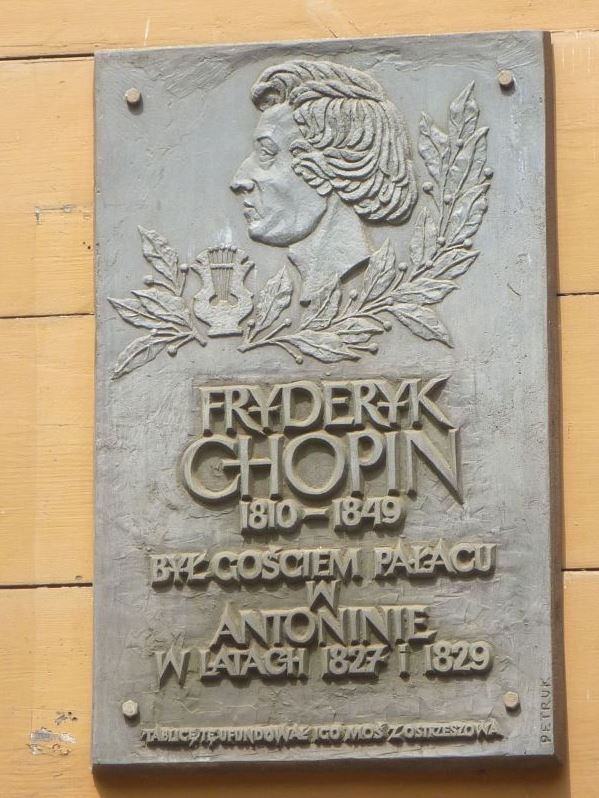 FRYDERYK
CHOPIN
1810 – 1849
BYŁ GOŚCIEM PAŁACU
W
ANTONINIE
W LATACH 1827 i 1829
TABLICĘ TĘ UFUNDOWAŁ IGO MOŚ Z OSTRZESZOWA
PETRUK